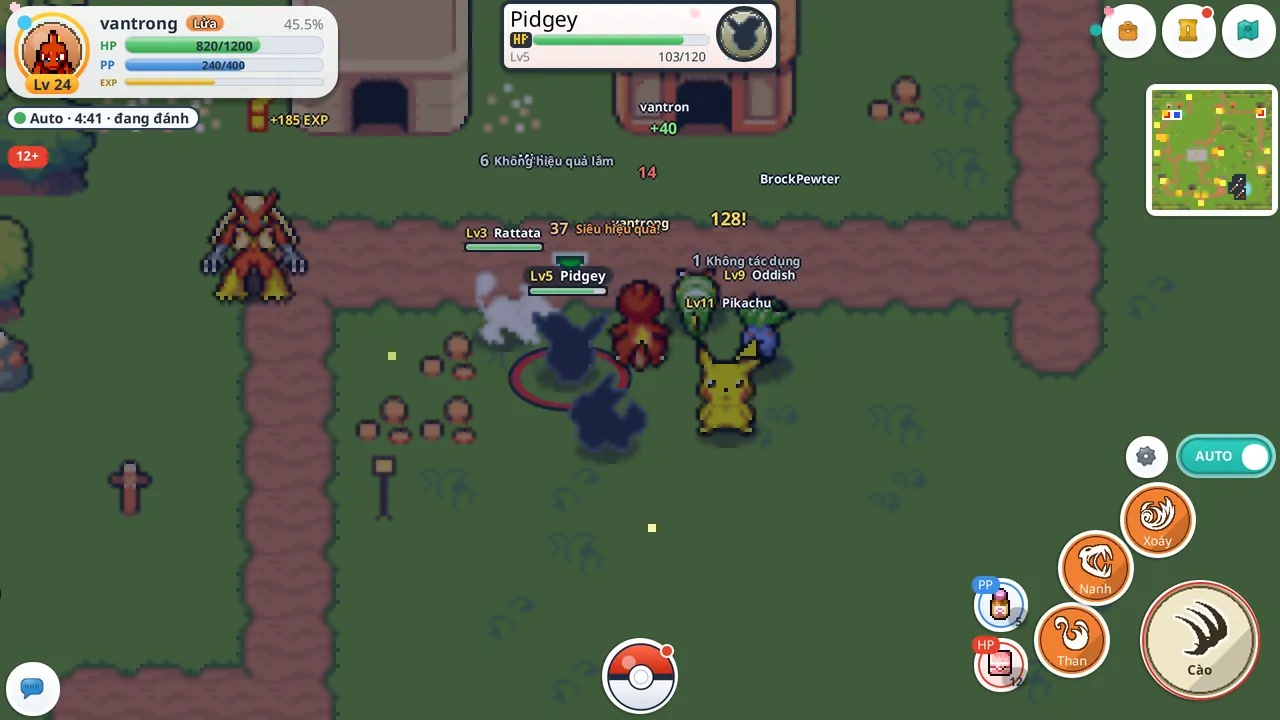 vantrong Lửa 45.5%
HP 820/1200
PP 240/400
EXP
Lv 24
Auto · 4:41 · đang đánh
12+
+185 EXP
Pidgey
HP
Lv5 103/120
vantron
+40
6 Không hiệu quả lắm
14
BrockPewter
128!
37 Siêu hiệu quả!
vantrong
Lv3 Rattata
1 Không tác dụng
Lv5 Pidgey
Lv9 Oddish
Lv11 Pikachu
AUTO
Xoáy
Nanh
PP
5
Than
HP
12
Cào